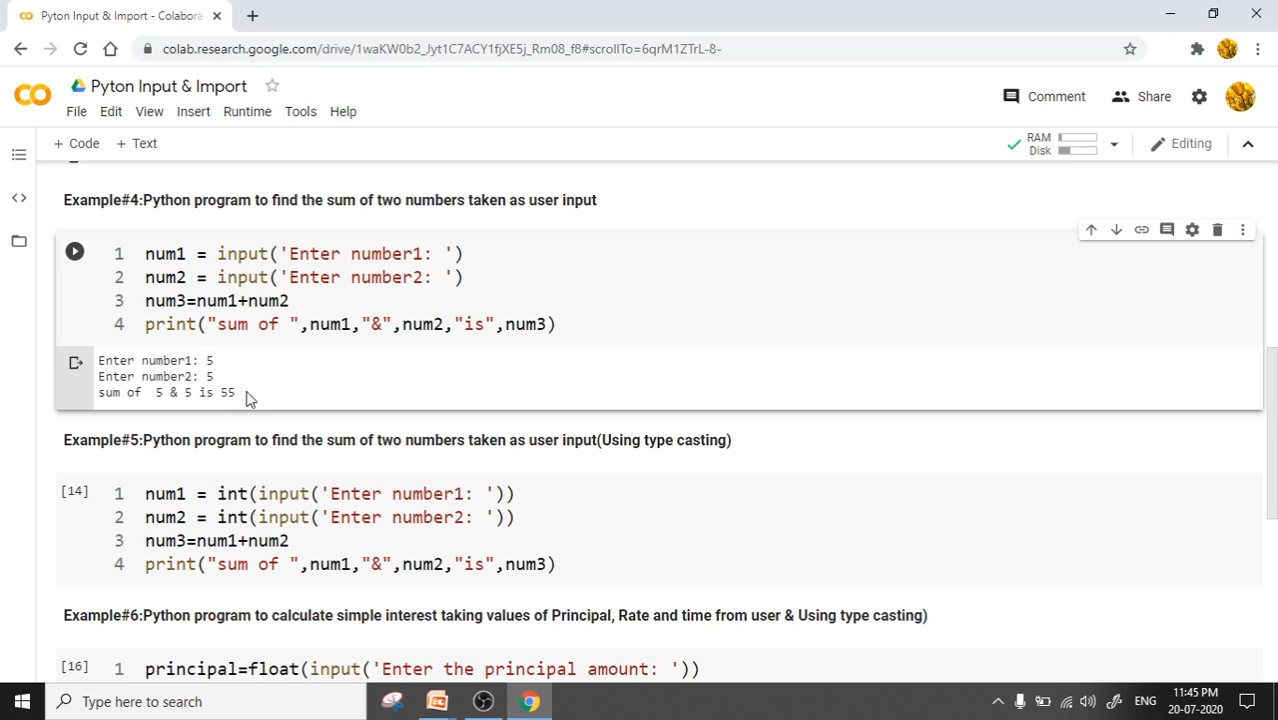 Pyton Input & Import - Colabora
colab.research.google.com/drive/1waKW0b2_Jyt1C7ACY1fjXE5j_Rm08_f8#scrollTo=6qrM1ZTrL-8-
Pyton Input & Import
File Edit View Insert Runtime Tools Help
Comment Share
+ Code + Text
RAM
Disk
Editing
Example#4:Python program to find the sum of two numbers taken as user input
1 num1 = input('Enter number1: ')
2 num2 = input('Enter number2: ')
3 num3=num1+num2
4 print("sum of ",num1,"&",num2,"is",num3)
Enter number1: 5
Enter number2: 5
sum of  5 & 5 is 55
Example#5:Python program to find the sum of two numbers taken as user input(Using type casting)
[14] 1 num1 = int(input('Enter number1: '))
2 num2 = int(input('Enter number2: '))
3 num3=num1+num2
4 print("sum of ",num1,"&",num2,"is",num3)
Example#6:Python program to calculate simple interest taking values of Principal, Rate and time from user & Using type casting)
[16] 1 principal=float(input('Enter the principal amount: '))
Type here to search
ENG
11:45 PM
20-07-2020